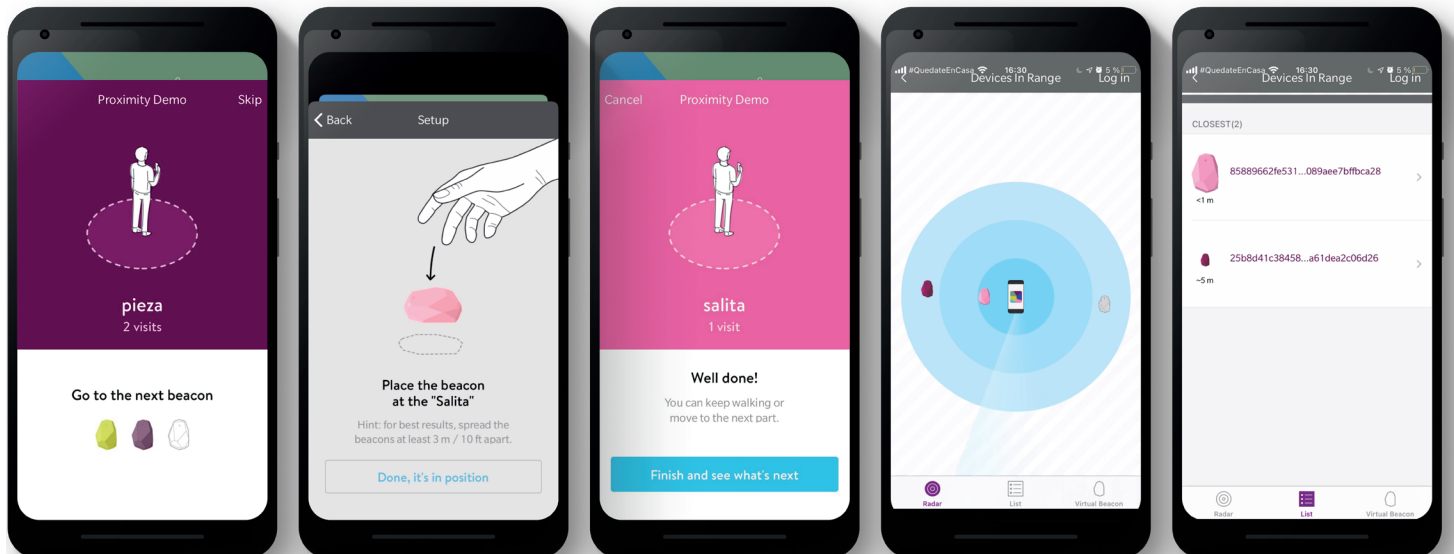 Proximity Demo
Skip
pieza
2 visits
Go to the next beacon
Back
Setup
Place the beacon
at the "Salita"
Hint: for best results, spread the
beacons at least 3 m / 10 ft apart.
Done, it's in position
Cancel
Proximity Demo
salita
1 visit
Well done!
You can keep walking or
move to the next part.
Finish and see what's next
#QuedateEnCasa 16:30 5 %
Devices In Range
Log in
Radar
List
Virtual Beacon
#QuedateEnCasa 16:30 5 %
Devices In Range
Log in
CLOSEST(2)
85889662fe531...089aee7bffbca28
<1 m
25b8d41c38458...a61dea2c06d26
~5 m
Radar
List
Virtual Beacon